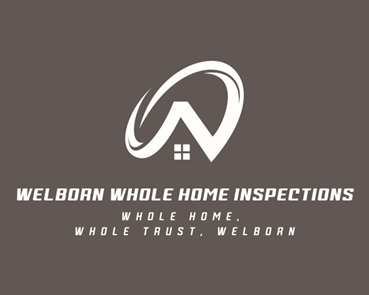 WELBORN WHOLE HOME INSPECTIONS
WHOLE HOME,
WHOLE TRUST, WELBORN